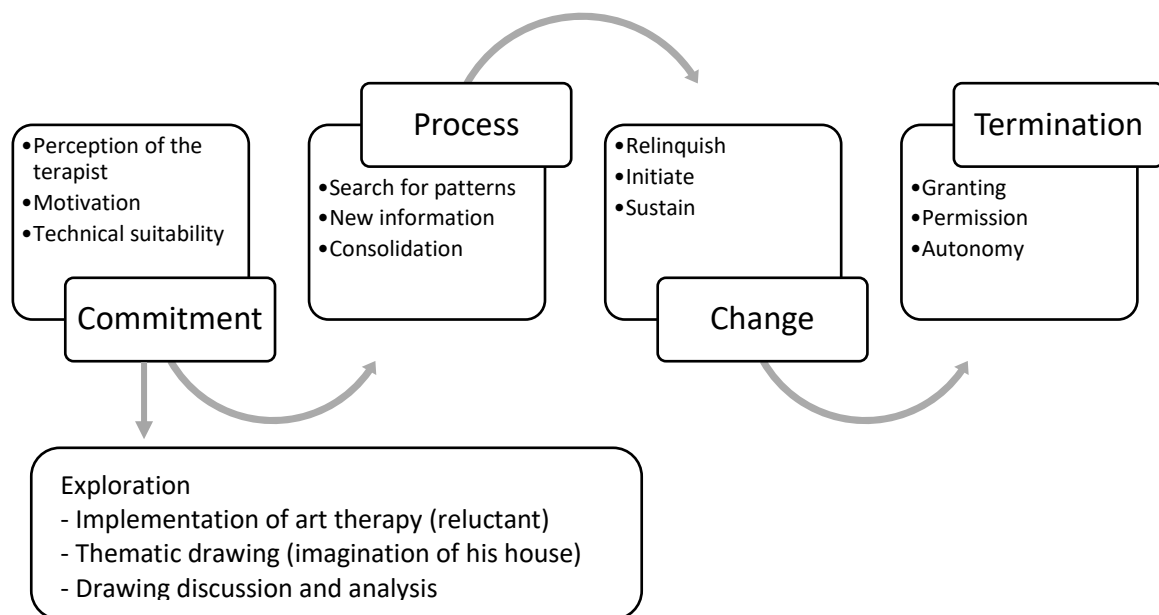 •Perception of the
terapist
•Motivation
•Technical suitability
Commitment
Process
•Search for patterns
•New information
•Consolidation
•Relinquish
•Initiate
•Sustain
Change
Termination
•Granting
•Permission
•Autonomy
Exploration
- Implementation of art therapy (reluctant)
- Thematic drawing (imagination of his house)
- Drawing discussion and analysis